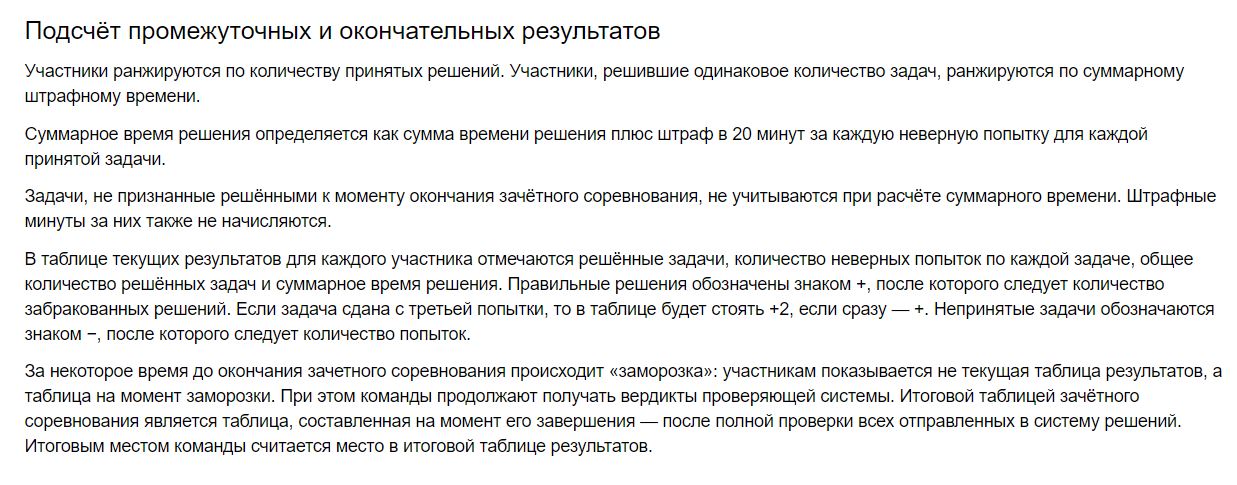 Подсчёт промежуточных и окончательных результатов
Участники ранжируются по количеству принятых решений. Участники, решившие одинаковое количество задач, ранжируются по суммарному
штрафному времени.
Суммарное время решения определяется как сумма времени решения плюс штраф в 20 минут за каждую неверную попытку для каждой
принятой задачи.
Задачи, не признанные решёнными к моменту окончания зачётного соревнования, не учитываются при расчёте суммарного времени. Штрафные
минуты за них также не начисляются.
В таблице текущих результатов для каждого участника отмечаются решённые задачи, количество неверных попыток по каждой задаче, общее
количество решённых задач и суммарное время решения. Правильные решения обозначены знаком +, после которого следует количество
забракованных решений. Если задача сдана с третьей попытки, то в таблице будет стоять +2, если сразу — +. Непринятые задачи обозначаются
знаком −, после которого следует количество попыток.
За некоторое время до окончания зачетного соревнования происходит «заморозка»: участникам показывается не текущая таблица результатов, а
таблица на момент заморозки. При этом команды продолжают получать вердикты проверяющей системы. Итоговой таблицей зачётного
соревнования является таблица, составленная на момент его завершения — после полной проверки всех отправленных в систему решений.
Итоговым местом команды считается место в итоговой таблице результатов.